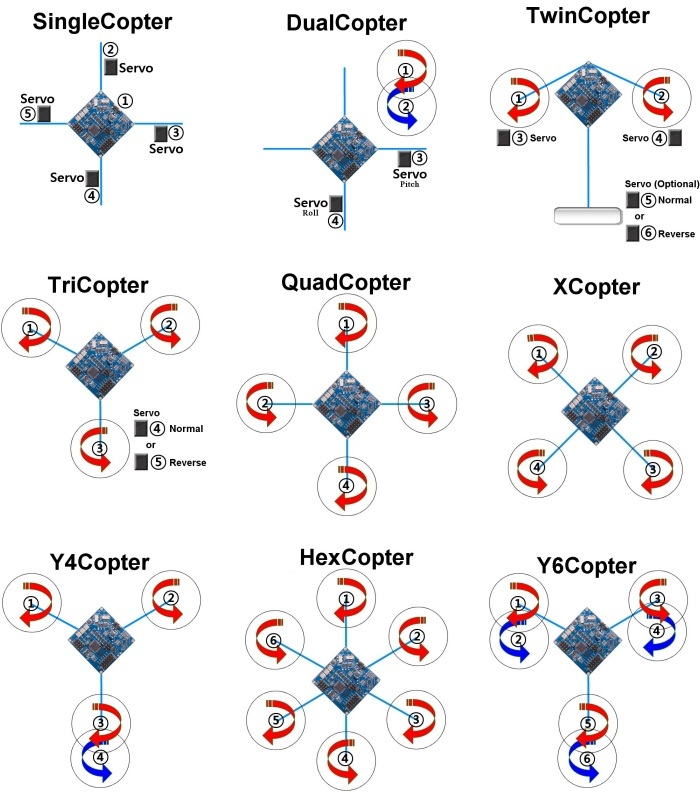 SingleCopter
②
Servo
①
Servo
⑤
③
Servo
Servo
④
DualCopter
①
②
③
Servo
Pitch
Servo
Roll
④
TwinCopter
①
②
③ Servo
Servo ④
Servo (Optional)
⑤ Normal
or
⑥ Reverse
TriCopter
①
②
③
Servo
④ Normal
or
⑤ Reverse
QuadCopter
①
②
③
④
XCopter
①
②
④
③
Y4Copter
①
②
③
④
HexCopter
①
⑥
②
⑤
③
④
Y6Copter
①
③
②
④
⑤
⑥